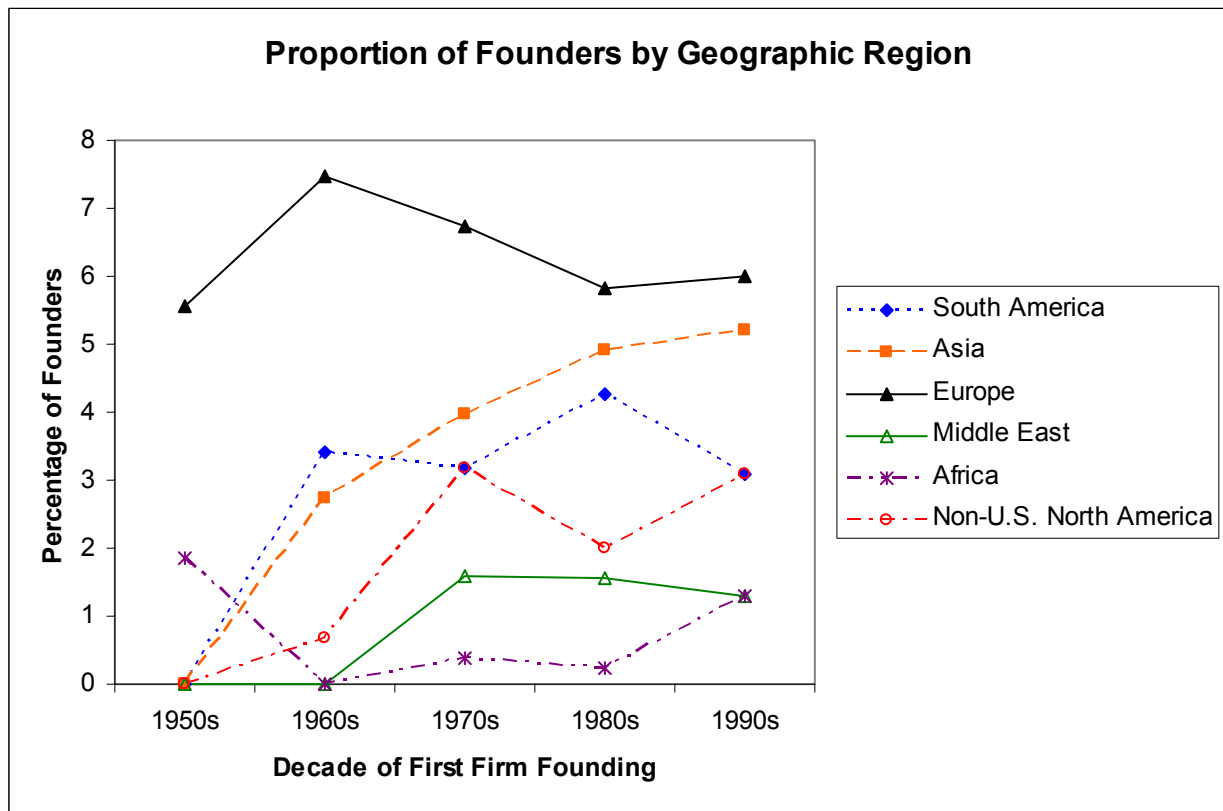 Proportion of Founders by Geographic Region
Percentage of Founders
8
7
6
5
4
3
2
1
0
1950s 1960s 1970s 1980s 1990s
Decade of First Firm Founding
South America
Asia
Europe
Middle East
Africa
Non-U.S. North America